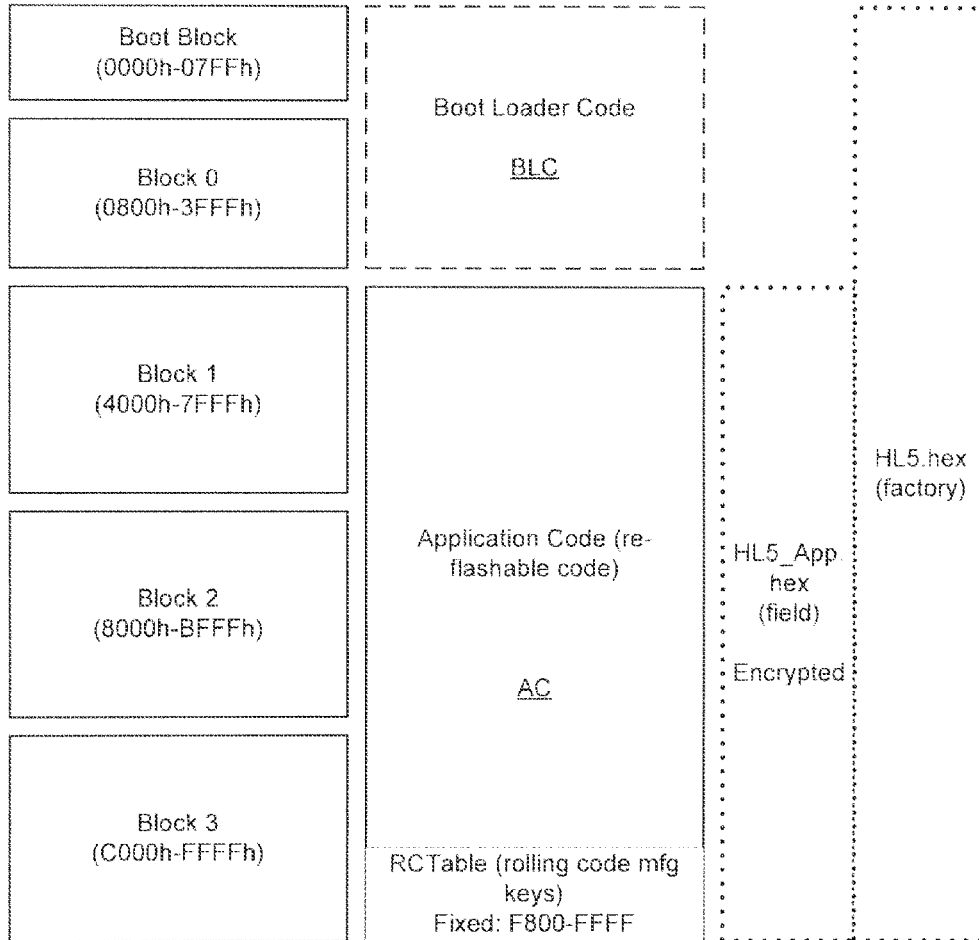 Boot Block
(0000h-07FFh)
Block 0
(0800h-3FFFh)
Block 1
(4000h-7FFFh)
Block 2
(8000h-BFFFh)
Block 3
(C000h-FFFFh)
Boot Loader Code
BLC
Application Code (re-
flashable code)
AC
RCTable (rolling code mfg
keys)
Fixed: F800-FFFF
HL5_App.
hex
(field)
Encrypted
HL5.hex
(factory)